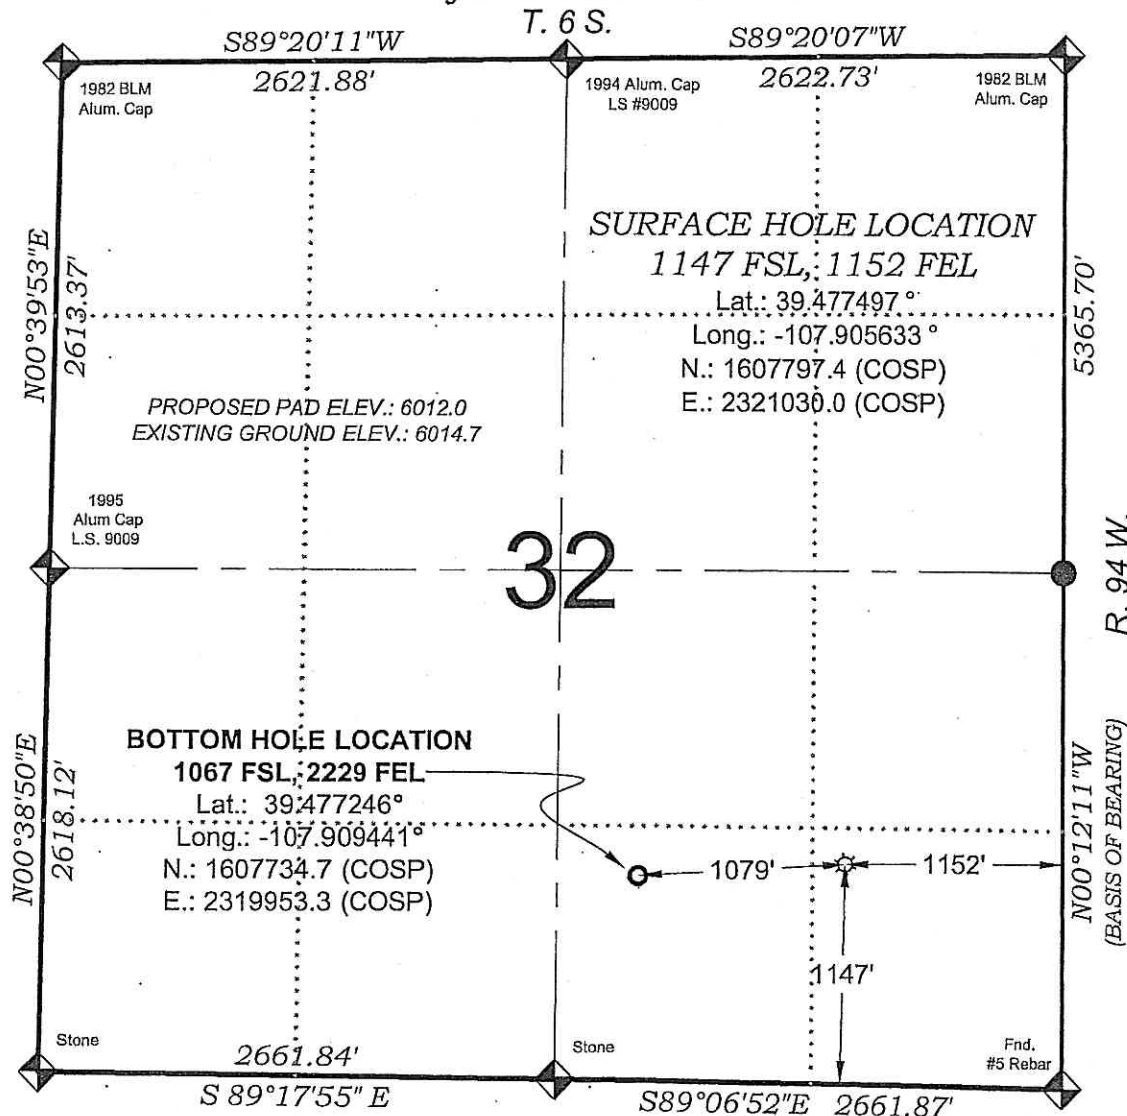 T. 6 S.
S89°20'11"W
2621.88'
S89°20'07"W
2622.73'
1982 BLM
Alum. Cap
1994 Alum. Cap
LS #9009
1982 BLM
Alum. Cap
SURFACE HOLE LOCATION
1147 FSL, 1152 FEL
Lat.: 39.477497°
Long.: -107.905633°
N.: 1607797.4 (COSP)
E.: 2321030.0 (COSP)
N00°39'53"E
2613.37'
5365.70'
PROPOSED PAD ELEV.: 6012.0
EXISTING GROUND ELEV.: 6014.7
1995
Alum Cap
L.S. 9009
32
R. 94 W.
BOTTOM HOLE LOCATION
1067 FSL, 2229 FEL
Lat.: 39.477246°
Long.: -107.909441°
N.: 1607734.7 (COSP)
E.: 2319953.3 (COSP)
N00°38'50"E
2618.12'
1079'
1152'
1147'
N00°12'11"W
(BASIS OF BEARING)
Stone
Stone
Fnd.
#5 Rebar
2661.84'
S 89°17'55" E
S89°06'52"E 2661.87'